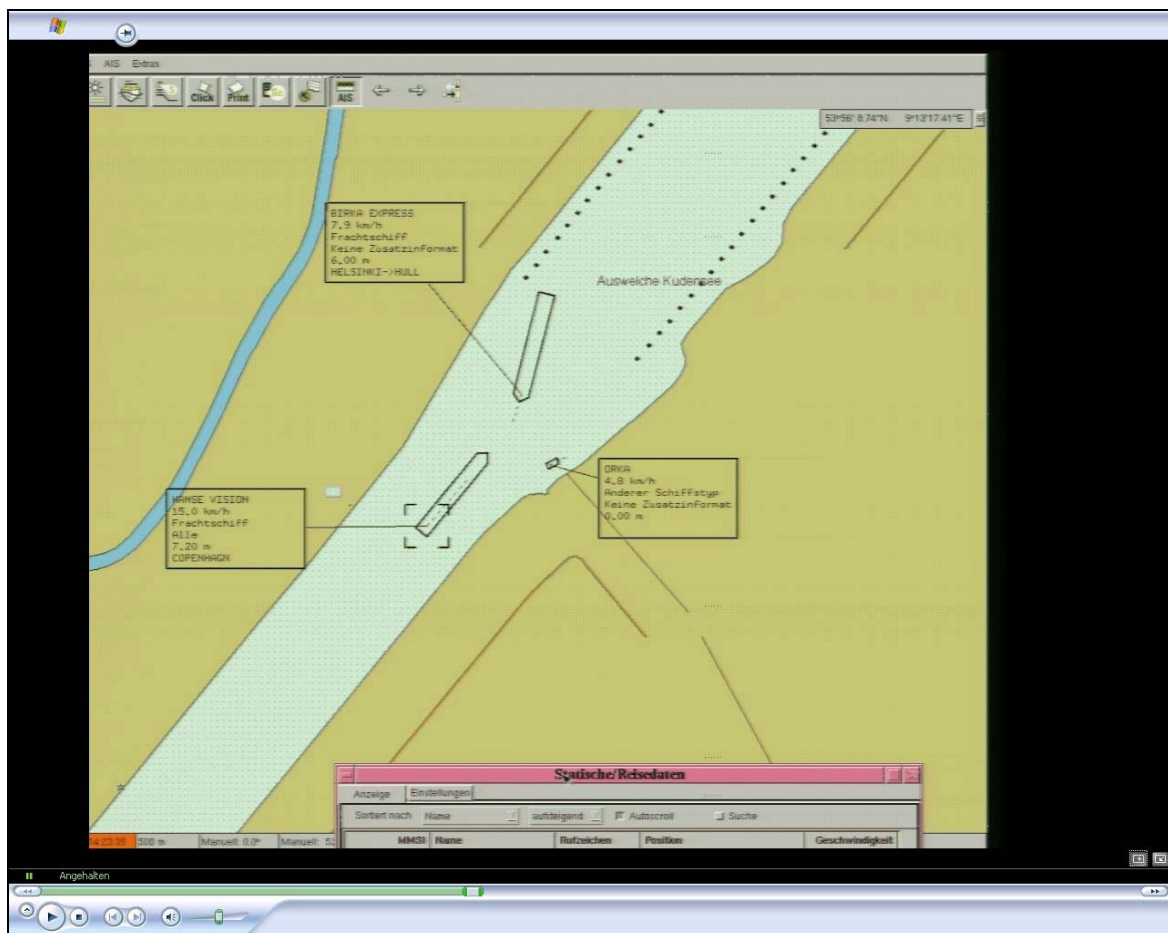 AIS Extras
Click Print AIS
53°56' 8.74"N 9°13'17.41"E
BIRKA EXPRESS
7.9 km/h
Frachtschiff
Keine Zusatzinformat
6.00 m
HELSINKI->HULL
Ausweiche Kudensee
ORKA
4.8 km/h
Anderer Schiffstyp
Keine Zusatzinformat
0.00 m
HANSE VISION
15.0 km/h
Frachtschiff
Alle
7.20 m
COPENHAGN
Statische/Reisedaten
Anzeige Einstellungen
Sortiert nach Name aufsteigend Autoscroll Suche
MMSI Name Rufzeichen Position Geschwindigkeit
500 m Manuell: 0.0° Manuell:
Angehalten